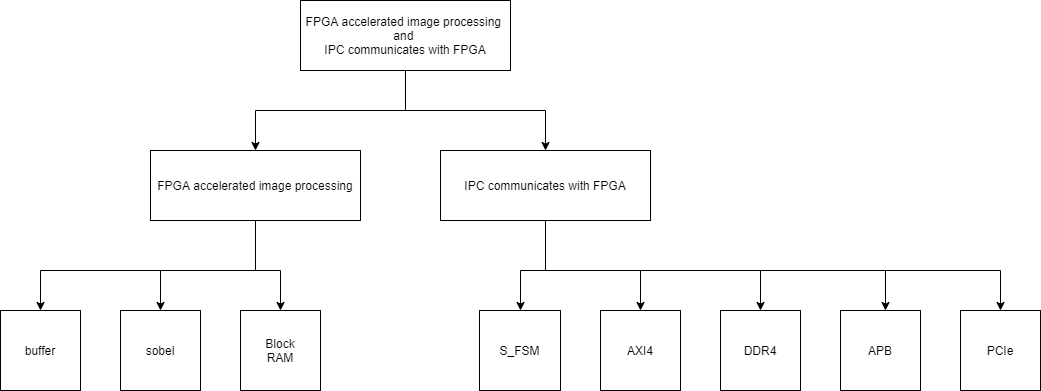 FPGA accelerated image processing
and
IPC communicates with FPGA
FPGA accelerated image processing
IPC communicates with FPGA
buffer
sobel
Block
RAM
S_FSM
AXI4
DDR4
APB
PCIe